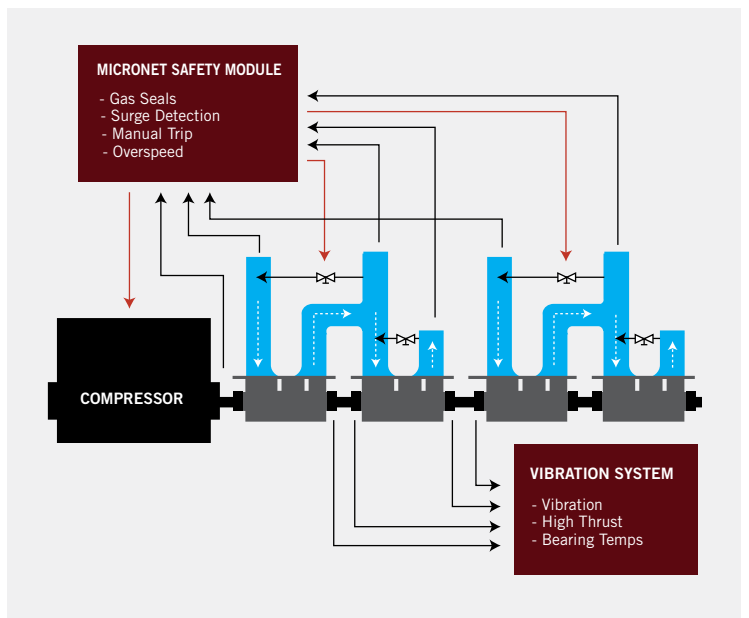 MICRONET SAFETY MODULE
- Gas Seals
- Surge Detection
- Manual Trip
- Overspeed
COMPRESSOR
VIBRATION SYSTEM
- Vibration
- High Thrust
- Bearing Temps